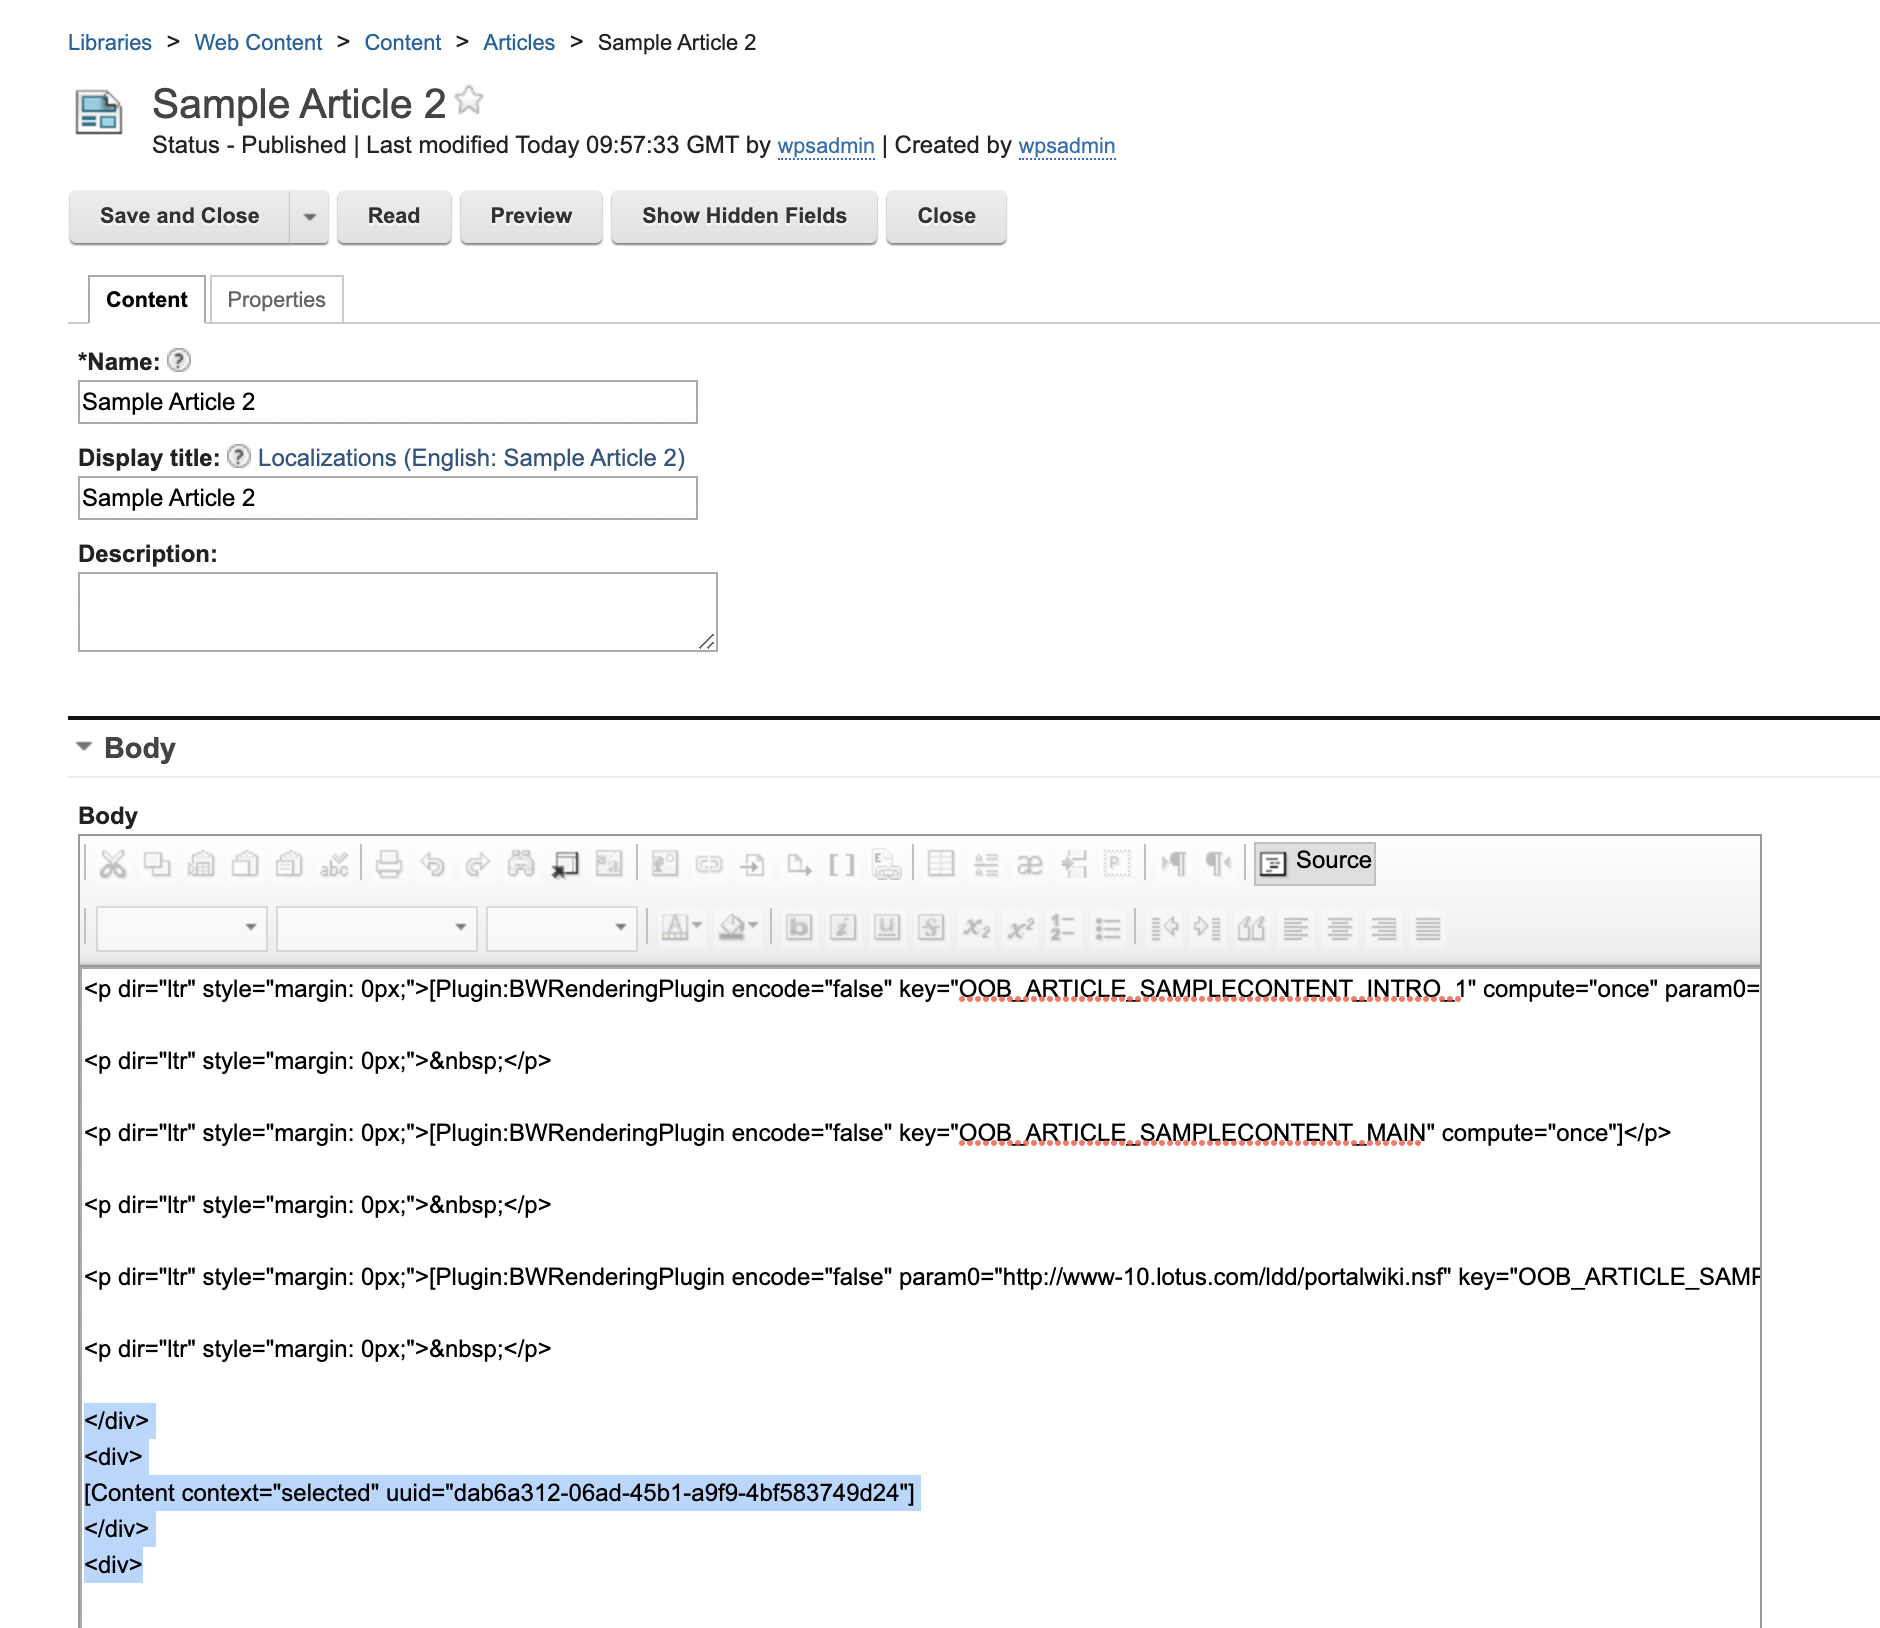 Libraries > Web Content > Content > Articles > Sample Article 2
Sample Article 2
Status - Published | Last modified Today 09:57:33 GMT by wpsadmin | Created by wpsadmin
Save and Close Read Preview Show Hidden Fields Close
Content Properties
*Name: ?
Sample Article 2
Display title: ? Localizations (English: Sample Article 2)
Sample Article 2
Description:
Body
Body
Source
<p dir="ltr" style="margin: 0px;">[Plugin:BWRenderingPlugin encode="false" key="OOB_ARTICLE_SAMPLECONTENT_INTRO_1" compute="once" param0=
<p dir="ltr" style="margin: 0px;">&nbsp;</p>
<p dir="ltr" style="margin: 0px;">[Plugin:BWRenderingPlugin encode="false" key="OOB_ARTICLE_SAMPLECONTENT_MAIN" compute="once"]</p>
<p dir="ltr" style="margin: 0px;">&nbsp;</p>
<p dir="ltr" style="margin: 0px;">[Plugin:BWRenderingPlugin encode="false" param0="http://www-10.lotus.com/ldd/portalwiki.nsf" key="OOB_ARTICLE_SAMP
<p dir="ltr" style="margin: 0px;">&nbsp;</p>
</div>
<div>
[Content context="selected" uuid="dab6a312-06ad-45b1-a9f9-4bf583749d24"]
</div>
<div>